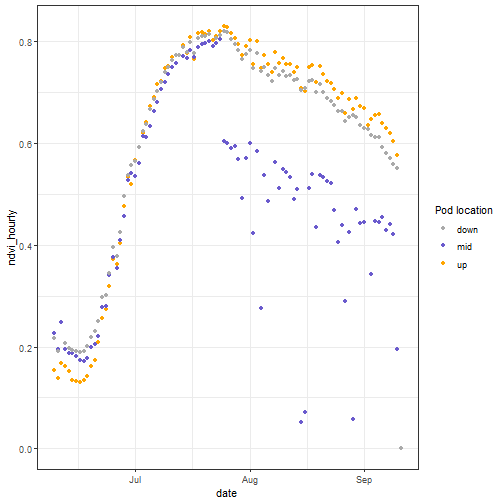 0.8
0.6
0.4
0.2
0.0
ndvi_hourly
Jul
Aug
Sep
date
Pod location
down
mid
up